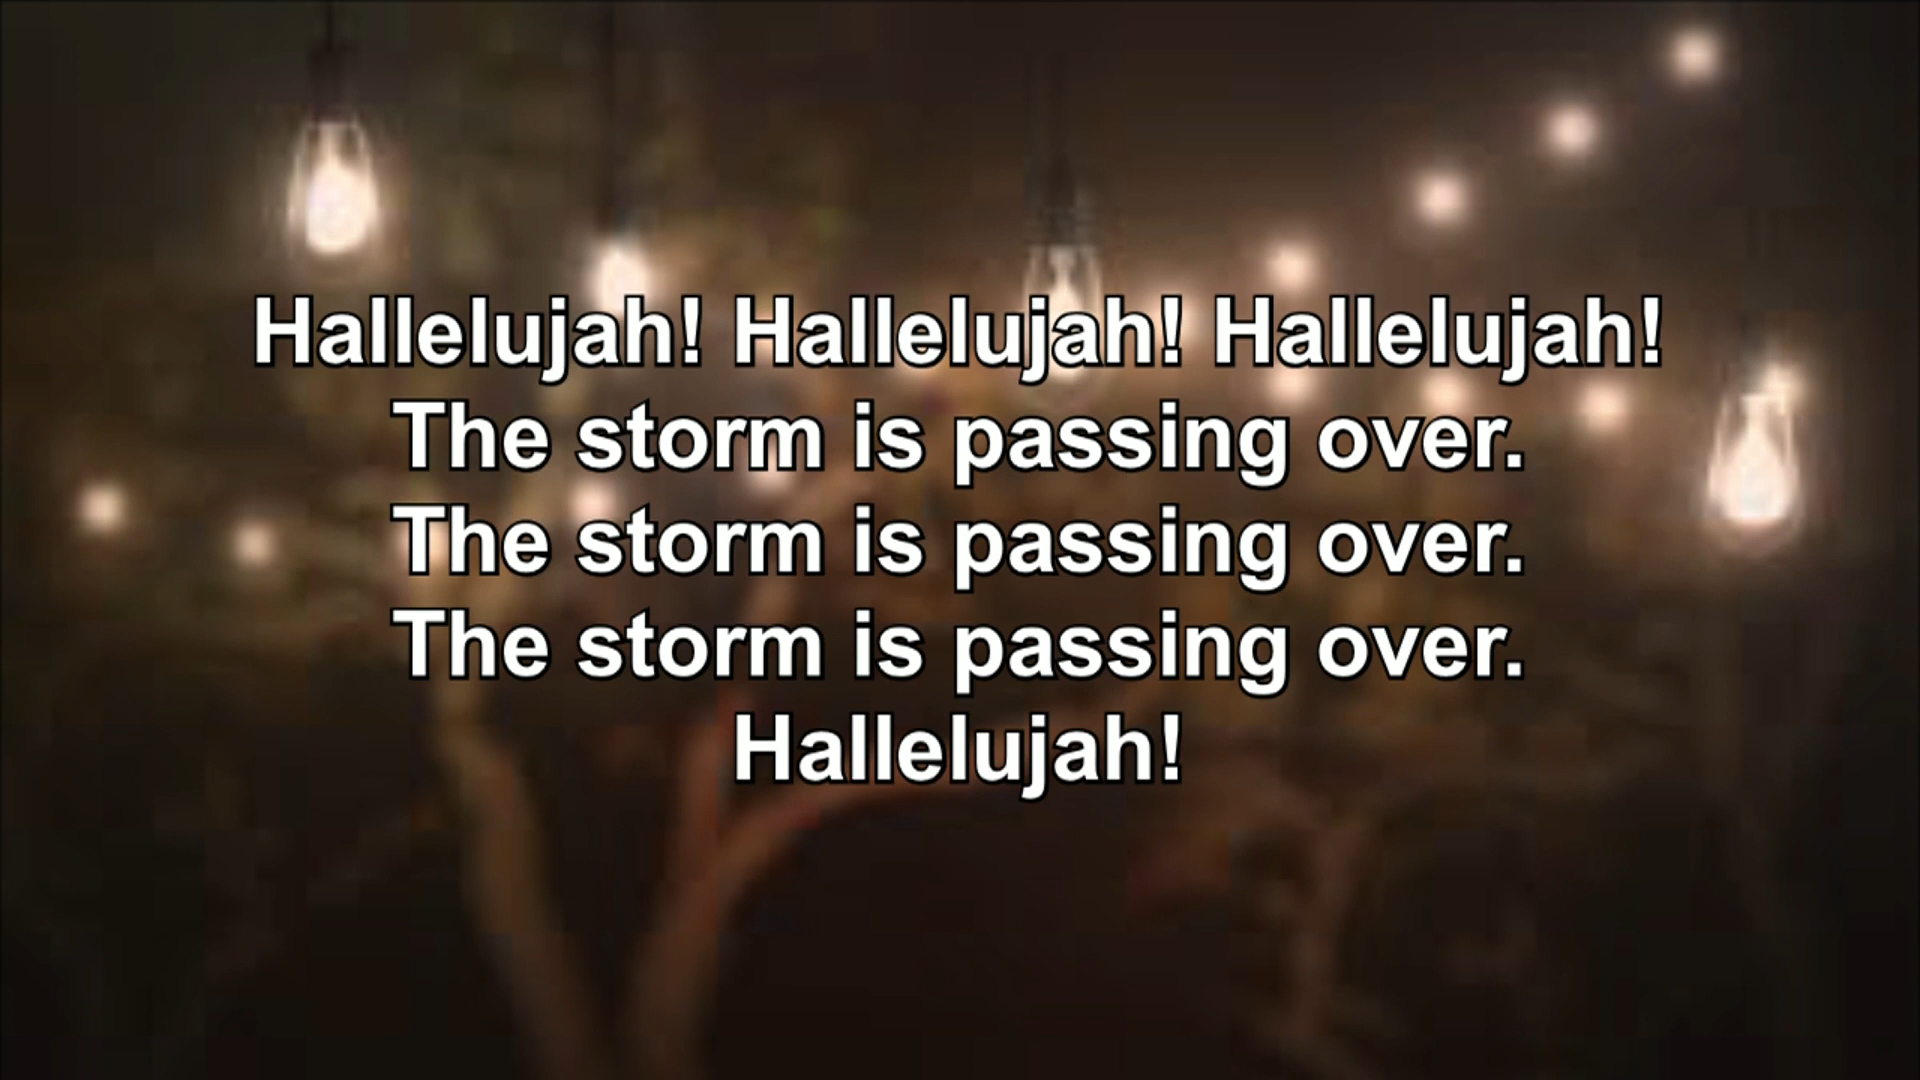 Hallelujah! Hallelujah! Hallelujah!
The storm is passing over.
The storm is passing over.
The storm is passing over.
Hallelujah!